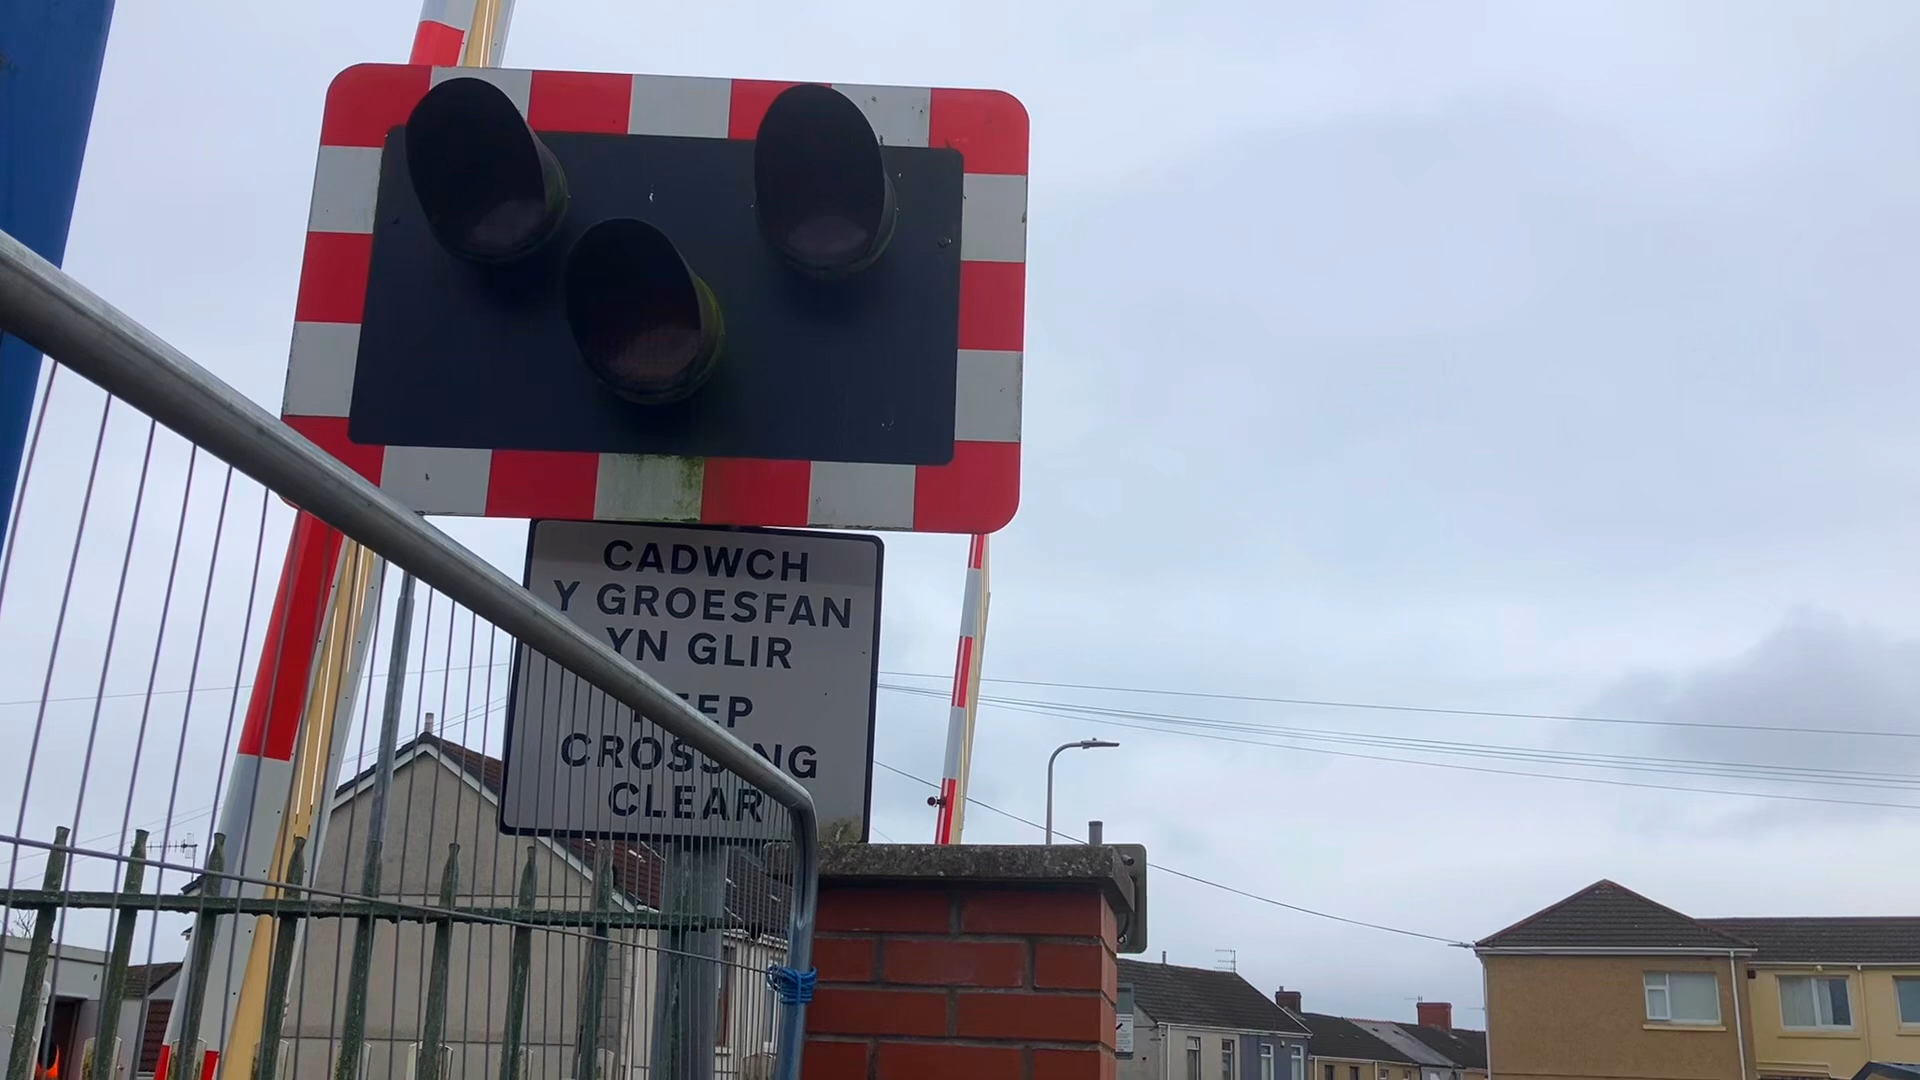 CADWCH
Y GROESFAN
YN GLIR
KEEP
CROSSING
CLEAR